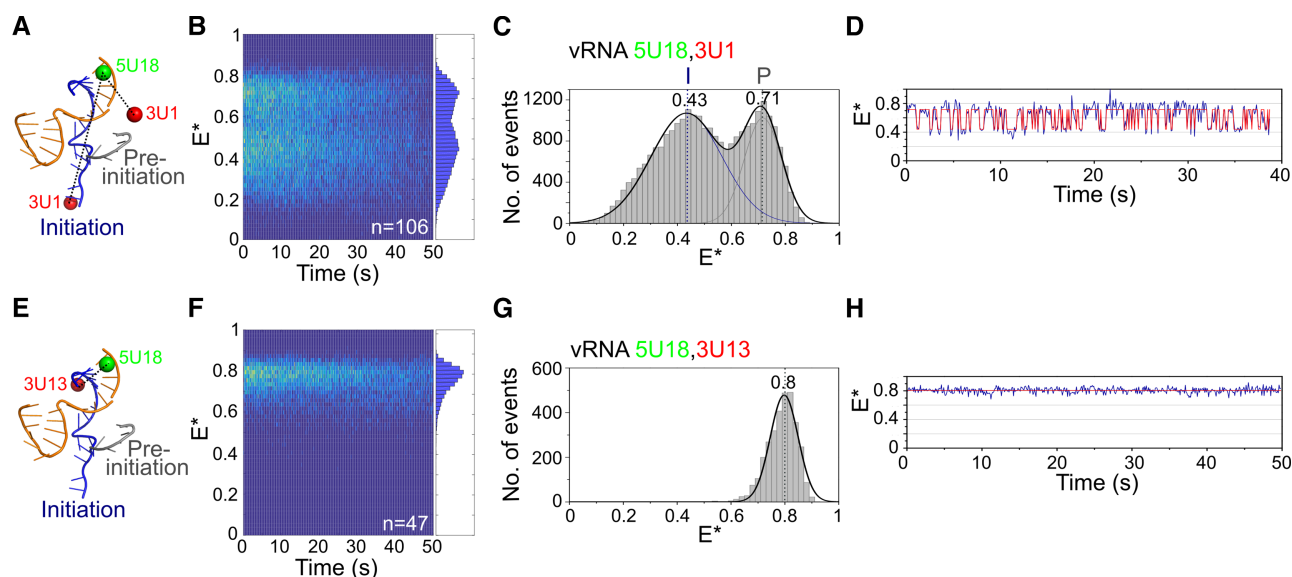 A
5U18
3U1
Pre-
initiation
3U1
Initiation
B
E*
1
0.8
0.6
0.4
0.2
0
n=106
0 10 20 30 40 50
Time (s)
C
vRNA 5U18,3U1
I P
0.43 0.71
No. of events
1200
800
400
0
0 0.2 0.4 0.6 0.8 1
E*
D
E*
0.8
0.4
0
0 10 20 30 40
Time (s)
E
5U18
3U13
Pre-
initiation
Initiation
F
E*
1
0.8
0.6
0.4
0.2
0
n=47
0 10 20 30 40 50
Time (s)
G
vRNA 5U18,3U13
0.8
No. of events
600
400
200
0
0 0.2 0.4 0.6 0.8 1
E*
H
E*
0.8
0.4
0
0 10 20 30 40 50
Time (s)